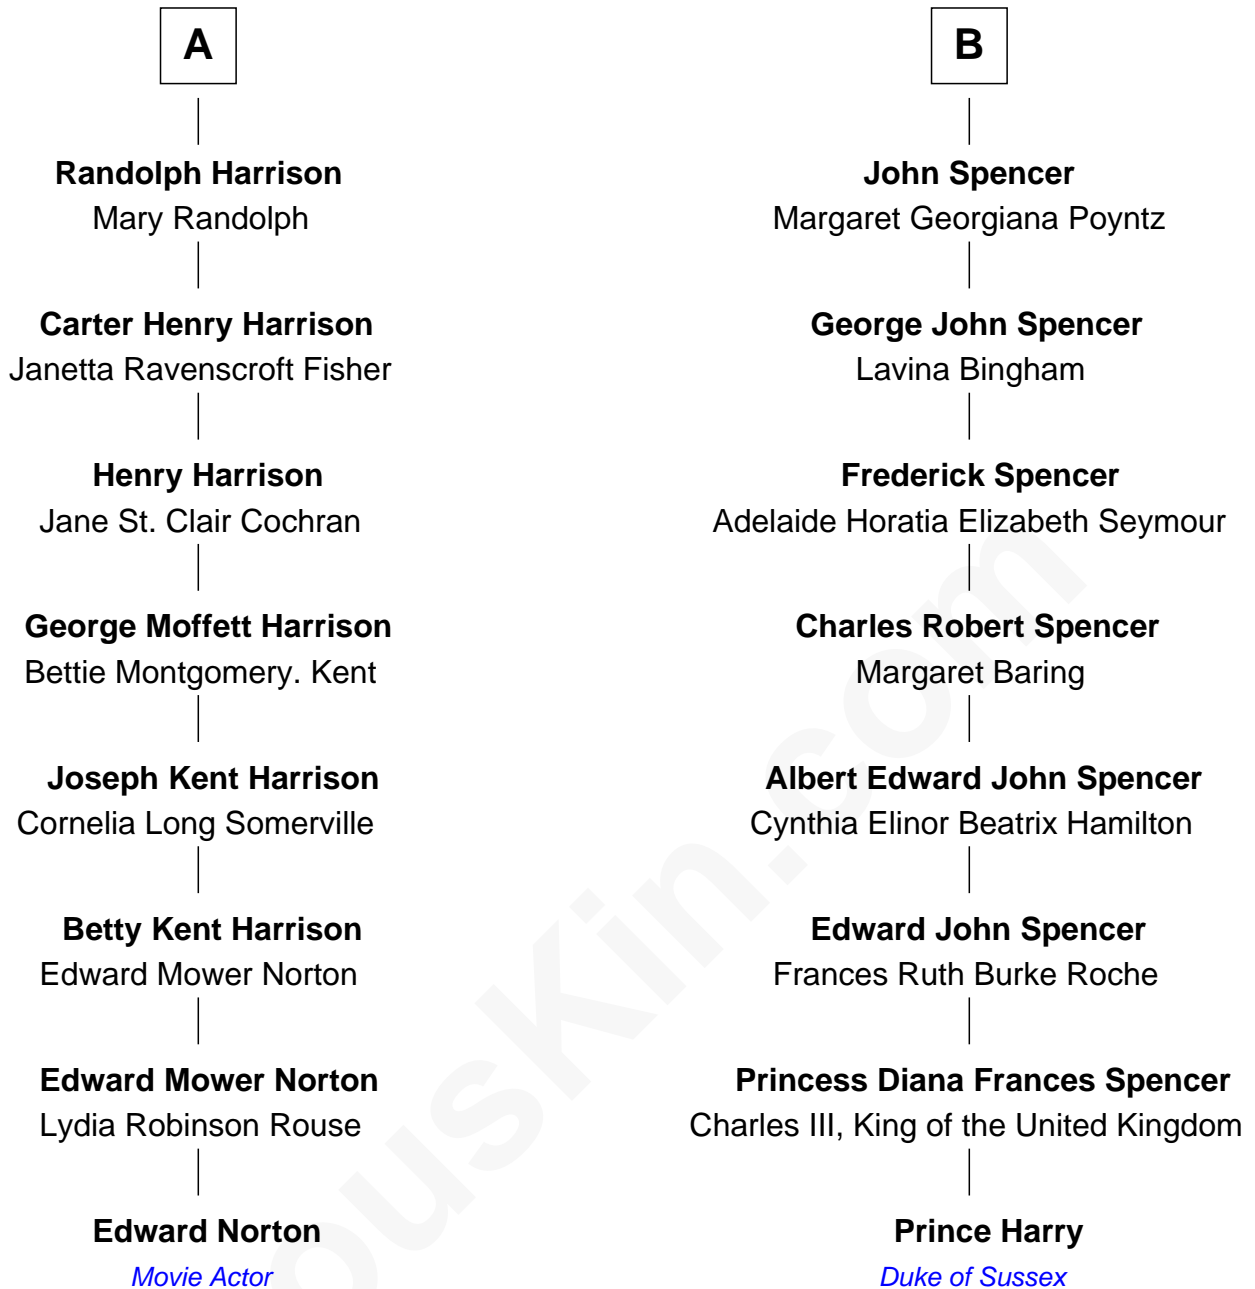 A
Randolph Harrison
Mary Randolph
Carter Henry Harrison
Janetta Ravenscroft Fisher
Henry Harrison
Jane St. Clair Cochran
George Moffett Harrison
Bettie Montgomery. Kent
Joseph Kent Harrison
Cornelia Long Somerville
Betty Kent Harrison
Edward Mower Norton
Edward Mower Norton
Lydia Robinson Rouse
Edward Norton
Movie Actor
B
John Spencer
Margaret Georgiana Poyntz
George John Spencer
Lavina Bingham
Frederick Spencer
Adelaide Horatia Elizabeth Seymour
Charles Robert Spencer
Margaret Baring
Albert Edward John Spencer
Cynthia Elinor Beatrix Hamilton
Edward John Spencer
Frances Ruth Burke Roche
Princess Diana Frances Spencer
Charles III, King of the United Kingdom
Prince Harry
Duke of Sussex
ousKin.com